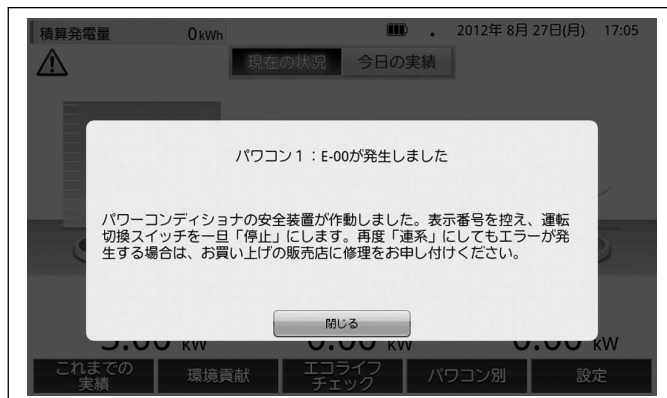 積算発電量 0kWh 2012年 8月 27日(月) 17:05
現在の状況 今日の実績
パワコン1：E-00が発生しました
パワーコンディショナの安全装置が作動しました。表示番号を控え、運転
切換スイッチを一旦「停止」にします。再度「連系」にしてもエラーが発
生する場合は、お買い上げの販売店に修理をお申し付けください。
閉じる
kW kW kW
これまでの
実績
環境貢献
エコライフ
チェック
パワコン別
設定